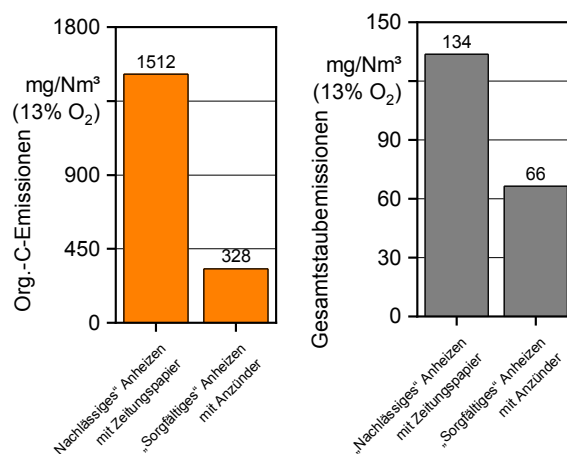 1800
1512
mg/Nm³
(13% O₂)
900
450
328
0
Org.-C-Emissionen
Nachlässiges“ Anheizen
mit Zeitungspapier
„Sorgfältiges“ Anheizen
mit Anzünder
150
134
mg/Nm³
(13% O₂)
90
66
60
30
0
Gesamtstaubemissionen
„Nachlässiges“ Anheizen
mit Zeitungspapier
„Sorgfältiges“ Anheizen
mit Anzünder